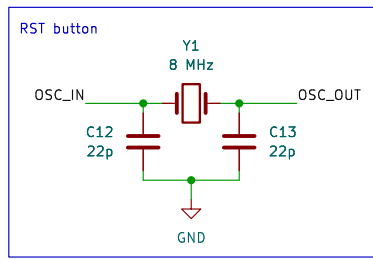 RST button
Y1
8 MHz
OSC_IN
OSC_OUT
C12
22p
C13
22p
GND